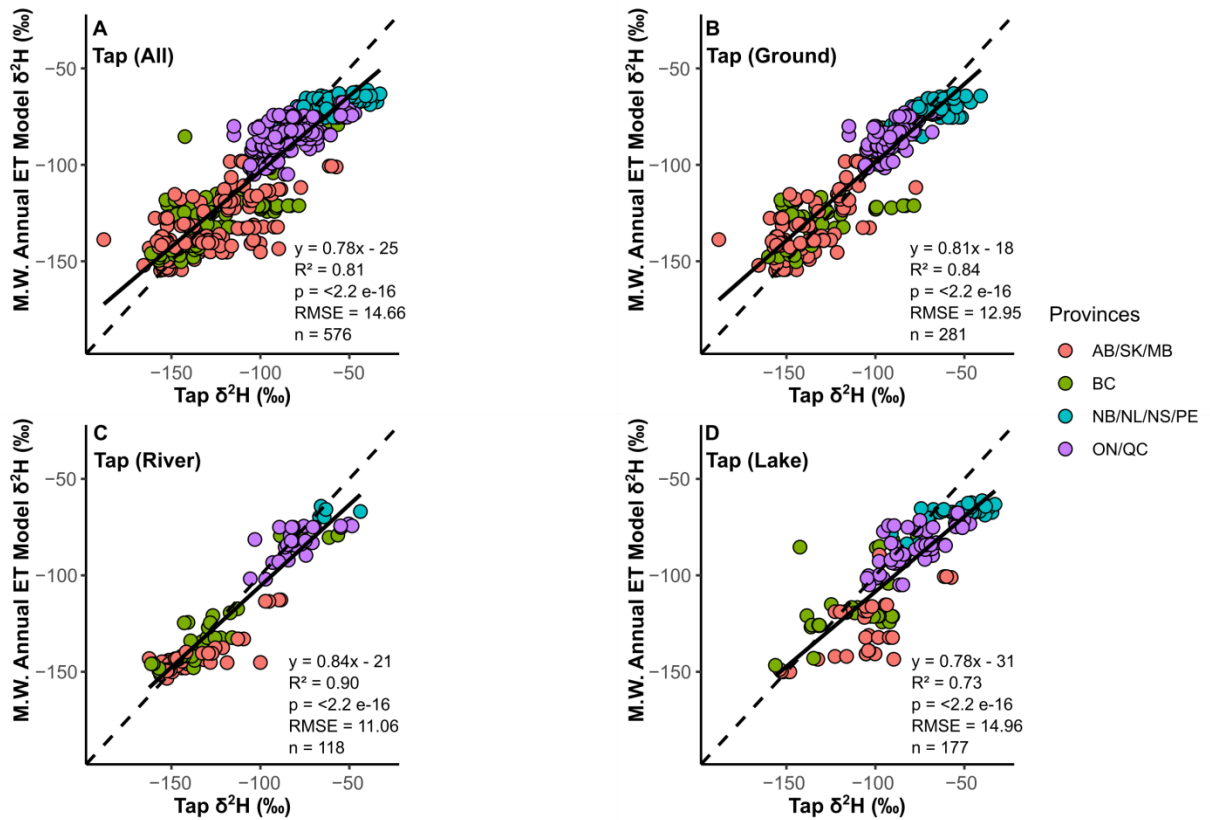 A
Tap (All)
M.W. Annual ET Model δ²H (‰)
−50
−100
−150
y = 0.78x - 25
R² = 0.81
p = <2.2 e-16
RMSE = 14.66
n = 576
−150 −100 −50
Tap δ²H (‰)
B
Tap (Ground)
M.W. Annual ET Model δ²H (‰)
−50
−100
−150
y = 0.81x - 18
R² = 0.84
p = <2.2 e-16
RMSE = 12.95
n = 281
−150 −100 −50
Tap δ²H (‰)
Provinces
AB/SK/MB
BC
NB/NL/NS/PE
ON/QC
C
Tap (River)
M.W. Annual ET Model δ²H (‰)
−50
−100
−150
y = 0.84x - 21
R² = 0.90
p = <2.2 e-16
RMSE = 11.06
n = 118
−150 −100 −50
Tap δ²H (‰)
D
Tap (Lake)
M.W. Annual ET Model δ²H (‰)
−50
−100
−150
y = 0.78x - 31
R² = 0.73
p = <2.2 e-16
RMSE = 14.96
n = 177
−150 −100 −50
Tap δ²H (‰)